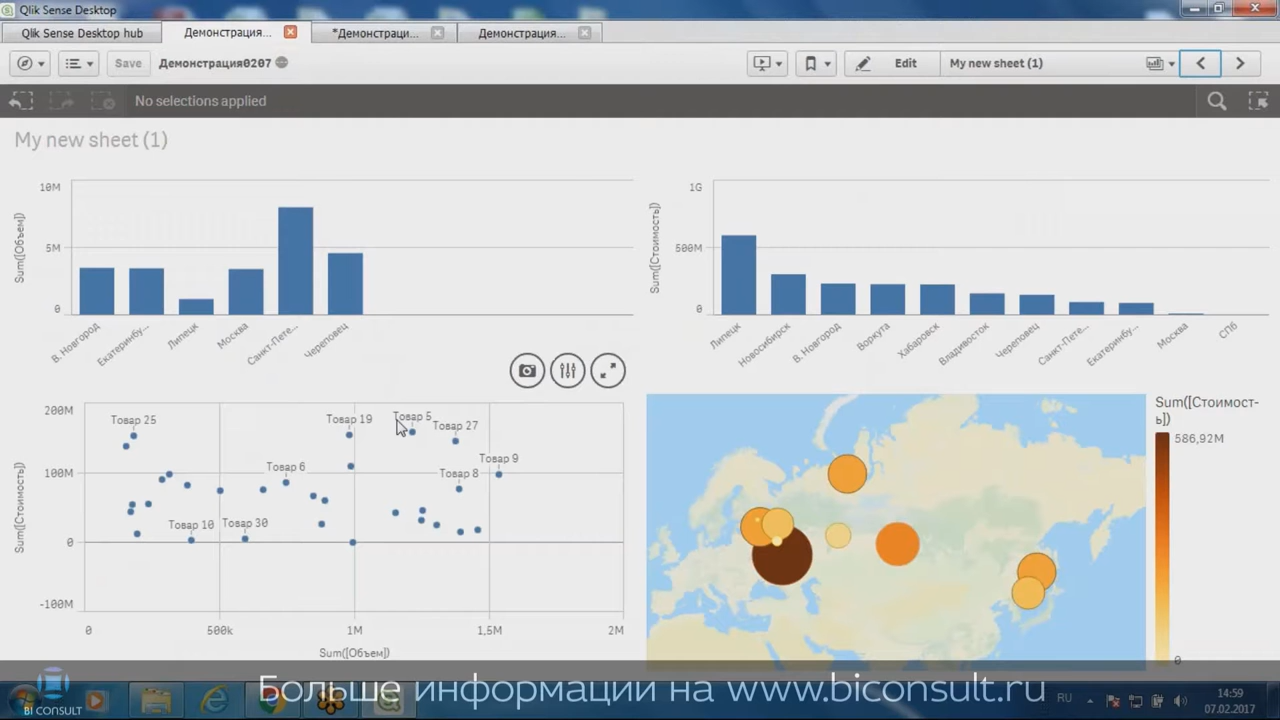 Qlik Sense Desktop
Qlik Sense Desktop hub
Демонстрация...
*Демонстраци...
Демонстрация...
Save
Демонстрация0207
Edit
My new sheet (1)
No selections applied
My new sheet (1)
10M
5M
0
Sum([Объем])
В. Новгород
Екатеринбу...
Липецк
Москва
Санкт-Пете...
Череповец
1G
500M
0
Sum([Стоимость])
Липецк
Новосибирск
В. Новгород
Воркута
Хабаровск
Владивосток
Череповец
Санкт-Пете...
Екатеринбу...
Москва
СПб
200M
100M
0
-100M
Sum([Стоимость])
Товар 25
Товар 19
Товар 5
Товар 27
Товар 6
Товар 9
Товар 8
Товар 10
Товар 30
0
500k
1M
1,5M
2M
Sum([Объем])
Sum([Стоимост-
ь])
586,92M
0
Больше информации на www.biconsult.ru
BI CONSULT
RU
14:59
07.02.2017